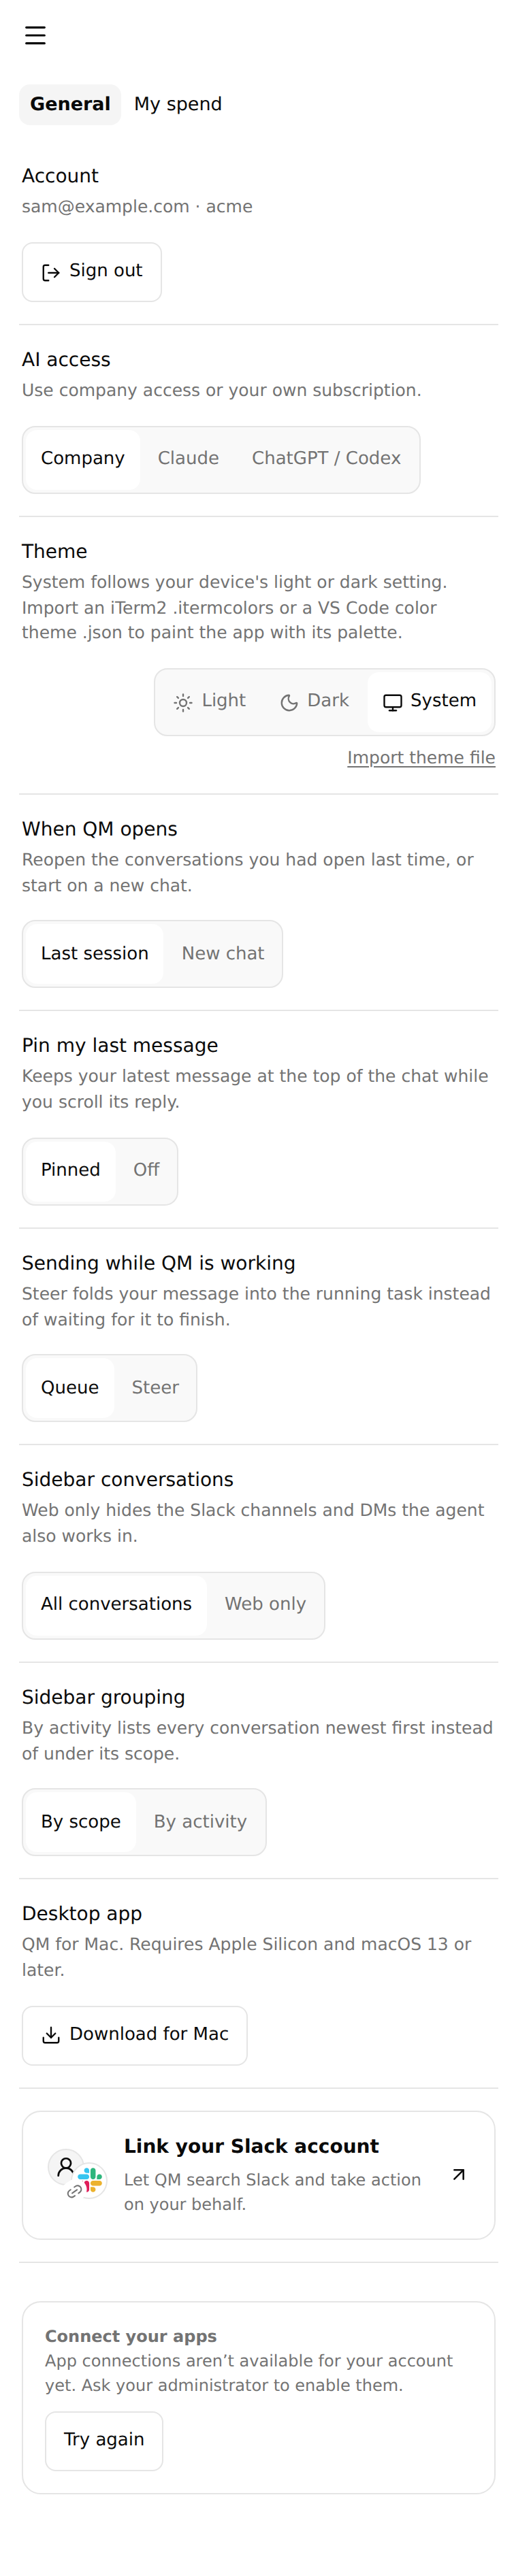 General My spend
Account
sam@example.com · acme
Sign out
AI access
Use company access or your own subscription.
Company Claude ChatGPT / Codex
Theme
System follows your device's light or dark setting.
Import an iTerm2 .itermcolors or a VS Code color
theme .json to paint the app with its palette.
Light Dark System
Import theme file
When QM opens
Reopen the conversations you had open last time, or
start on a new chat.
Last session New chat
Pin my last message
Keeps your latest message at the top of the chat while
you scroll its reply.
Pinned Off
Sending while QM is working
Steer folds your message into the running task instead
of waiting for it to finish.
Queue Steer
Sidebar conversations
Web only hides the Slack channels and DMs the agent
also works in.
All conversations Web only
Sidebar grouping
By activity lists every conversation newest first instead
of under its scope.
By scope By activity
Desktop app
QM for Mac. Requires Apple Silicon and macOS 13 or
later.
Download for Mac
Link your Slack account
Let QM search Slack and take action
on your behalf.
Connect your apps
App connections aren’t available for your account
yet. Ask your administrator to enable them.
Try again